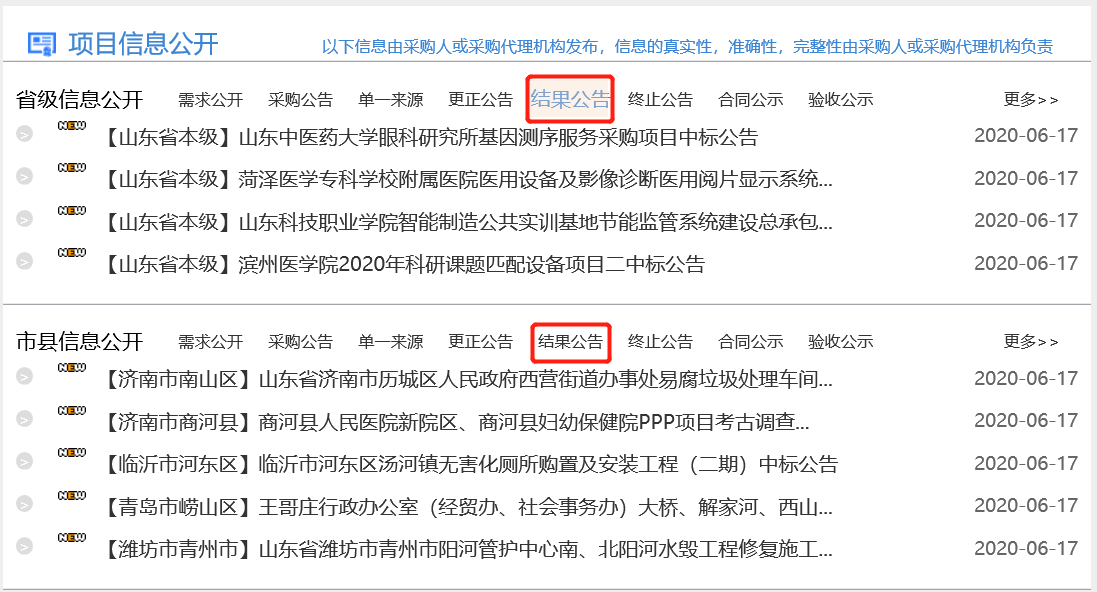 项目信息公开 以下信息由采购人或采购代理机构发布，信息的真实性，准确性，完整性由采购人或采购代理机构负责
省级信息公开 需求公开 采购公告 单一来源 更正公告 结果公告 终止公告 合同公示 验收公示 更多>>
> NEW 【山东省本级】山东中医药大学眼科研究所基因测序服务采购项目中标公告 2020-06-17
> NEW 【山东省本级】菏泽医学专科学校附属医院医用设备及影像诊断医用阅片显示系统... 2020-06-17
> NEW 【山东省本级】山东科技职业学院智能制造公共实训基地节能监管系统建设总承包... 2020-06-17
> NEW 【山东省本级】滨州医学院2020年科研课题匹配设备项目二中标公告 2020-06-17
市县信息公开 需求公开 采购公告 单一来源 更正公告 结果公告 终止公告 合同公示 验收公示 更多>>
> NEW 【济南市南山区】山东省济南市历城区人民政府西营街道办事处易腐垃圾处理车间... 2020-06-17
> NEW 【济南市商河县】商河县人民医院新院区、商河县妇幼保健院PPP项目考古调查... 2020-06-17
> NEW 【临沂市河东区】临沂市河东区汤河镇无害化厕所购置及安装工程（二期）中标公告 2020-06-17
> NEW 【青岛市崂山区】王哥庄行政办公室（经贸办、社会事务办）大桥、解家河、西山... 2020-06-17
> NEW 【潍坊市青州市】山东省潍坊市青州市阳河管护中心南、北阳河水毁工程修复施工... 2020-06-17